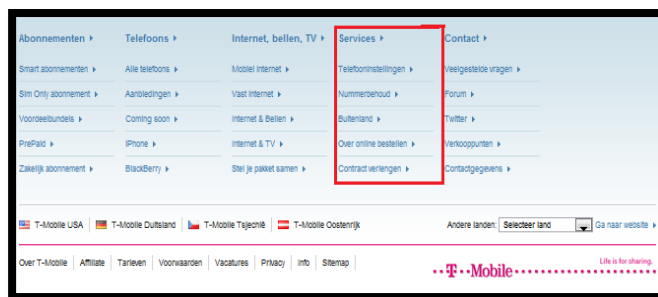 Abonnementen
Smart abonnementen
Sim Only abonnement
Voordeelbundels
PrePaid
Zakelijk abonnement
Telefoons
Alle telefoons
Aanbiedingen
Coming soon
iPhone
BlackBerry
Internet, bellen, TV
Mobiel Internet
Vast Internet
Internet & Bellen
Internet & TV
Stel je pakket samen
Services
Telefooninstellingen
Nummerbehoud
Buitenland
Over online bestellen
Contract verlengen
Contact
Veelgestelde vragen
Forum
Twitter
Verkooppunten
Contactgegevens
T-Mobile USA T-Mobile Duitsland T-Mobile Tsjechië T-Mobile Oostenrijk Andere landen: Selecteer land Ga naar website
Over T-Mobile Affiliate Tarieven Voorwaarden Vacatures Privacy Info Sitemap
T Mobile
Life is for sharing.